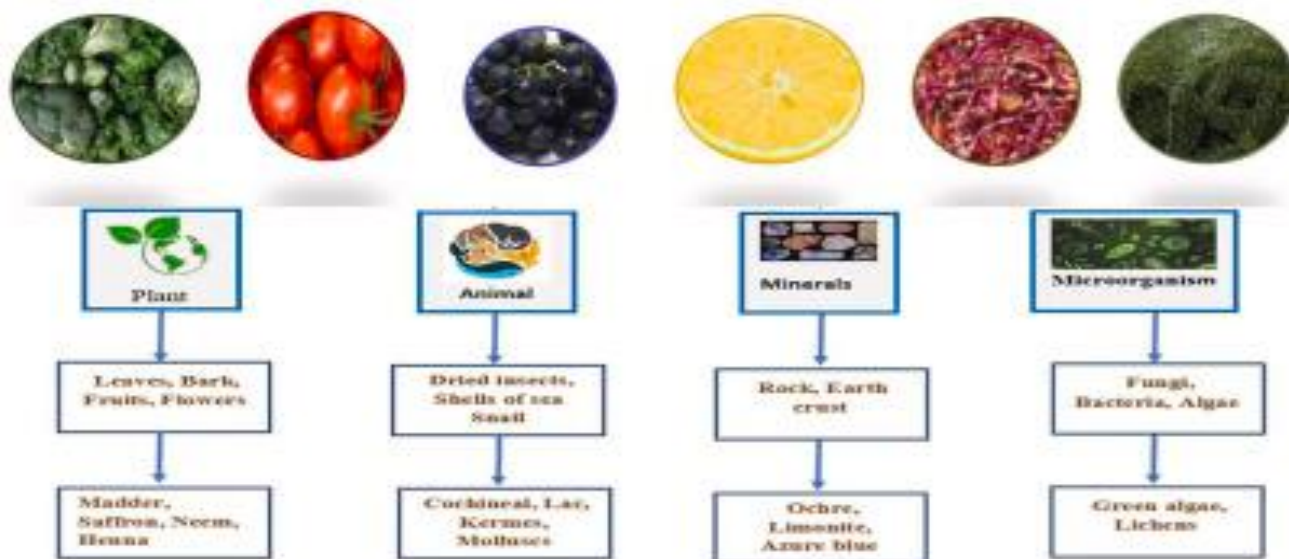 Plant
Animal
Minerals
Microorganism
Leaves, Bark,
Fruits, Flowers
Dried insects,
Shells of sea
Snail
Rock, Earth
crust
Fungi,
Bacteria, Algae
Madder,
Saffron, Neem,
Henna
Cochineal, Lac,
Kermes,
Molluscs
Ochre,
Limonite,
Azure blue
Green algae,
Lichens